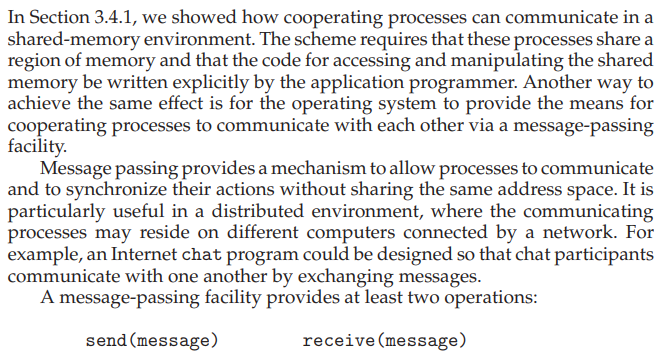 In Section 3.4.1, we showed how cooperating processes can communicate in a
shared-memory environment. The scheme requires that these processes share a
region of memory and that the code for accessing and manipulating the shared
memory be written explicitly by the application programmer. Another way to
achieve the same effect is for the operating system to provide the means for
cooperating processes to communicate with each other via a message-passing
facility.
Message passing provides a mechanism to allow processes to communicate
and to synchronize their actions without sharing the same address space. It is
particularly useful in a distributed environment, where the communicating
processes may reside on different computers connected by a network. For
example, an Internet chat program could be designed so that chat participants
communicate with one another by exchanging messages.
A message-passing facility provides at least two operations:
send(message) receive(message)